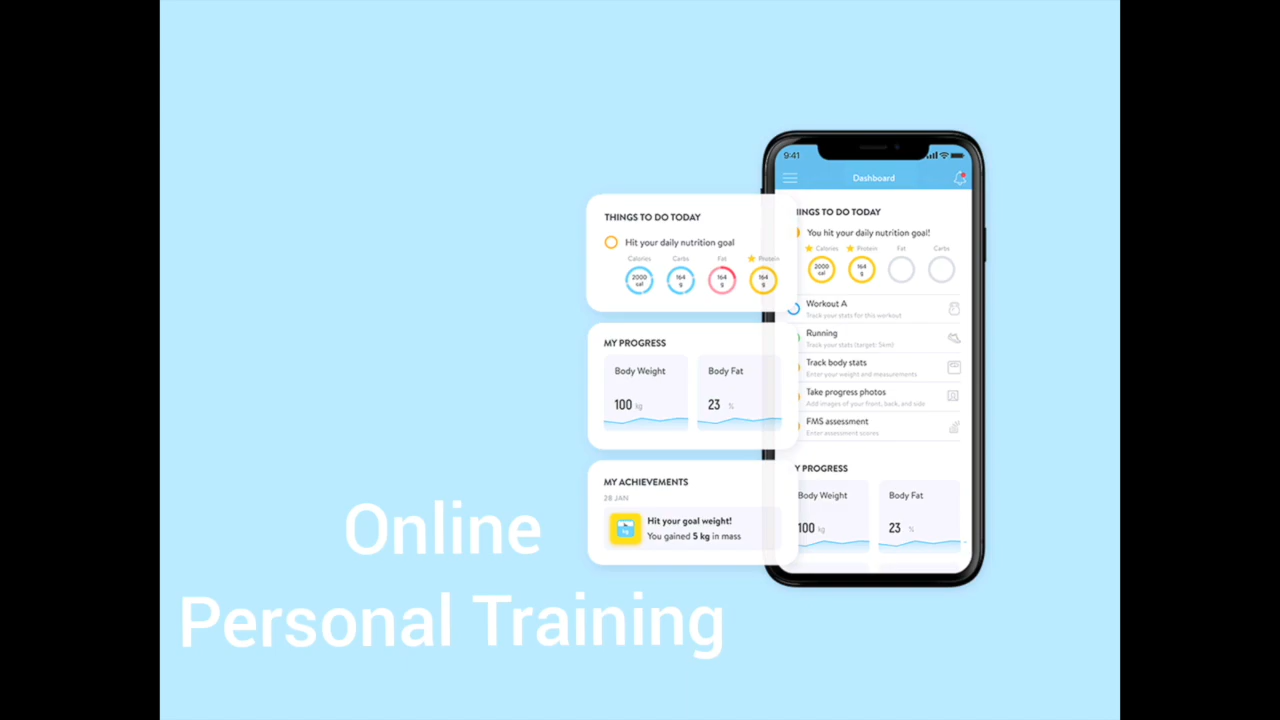 THINGS TO DO TODAY
Hit your daily nutrition goal
Calories Carbs Fat Protein
2000 cal 164 g 164 g 164 g
MY PROGRESS
Body Weight Body Fat
100 kg 23 %
MY ACHIEVEMENTS
28 JAN
Hit your goal weight!
You gained 5 kg in mass
9:41
Dashboard
INGS TO DO TODAY
You hit your daily nutrition goal!
Calories Protein Fat Carbs
2000 cal 164 g
Workout A
Track your stats for this workout
Running
Track your stats (target: 5km)
Track body stats
Enter your weight and measurements
Take progress photos
Add images of your front, back, and side
FMS assessment
Enter assessment scores
Y PROGRESS
Body Weight Body Fat
100 kg 23 %
Online
Personal Training